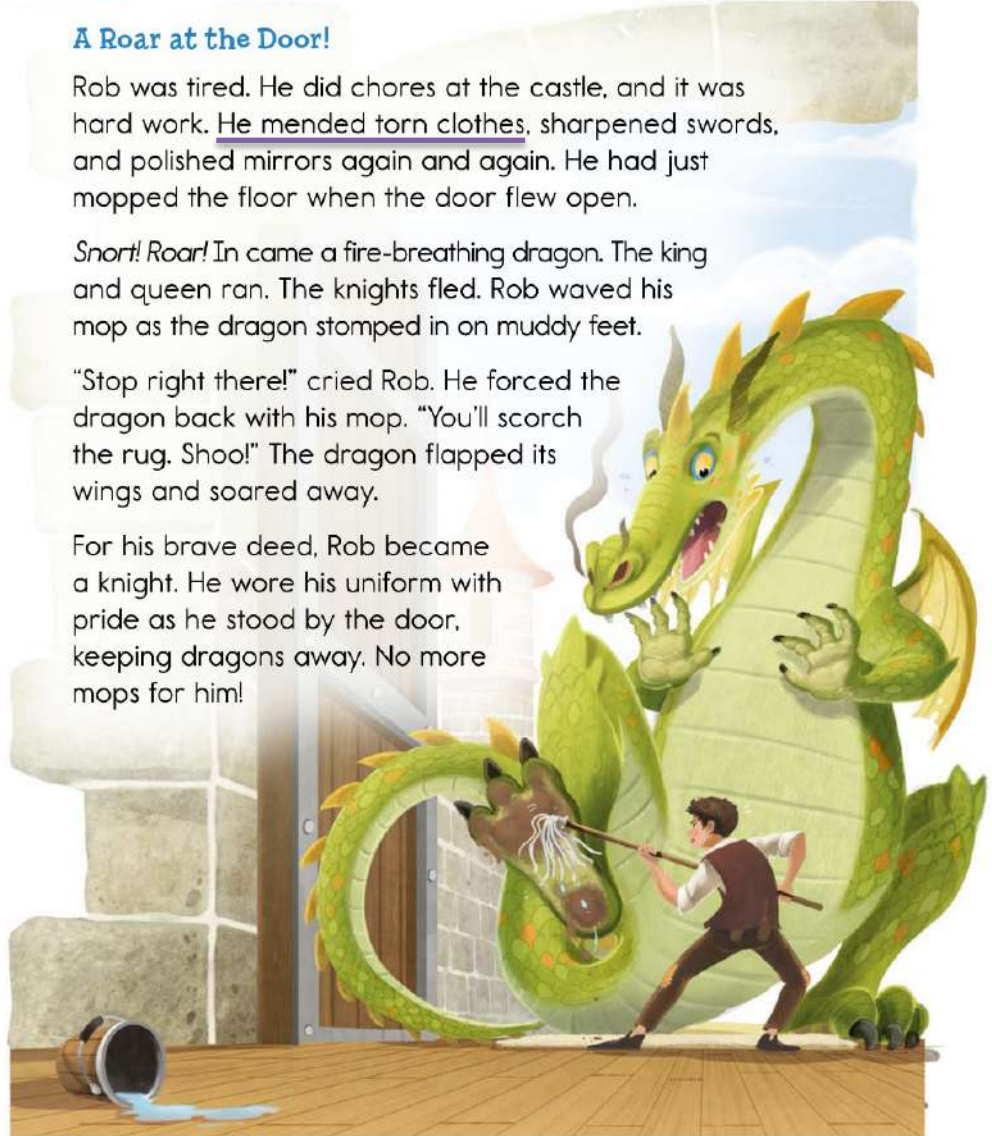 A Roar at the Door!
Rob was tired. He did chores at the castle, and it was
hard work. He mended torn clothes, sharpened swords,
and polished mirrors again and again. He had just
mopped the floor when the door flew open.
Snort! Roar! In came a fire-breathing dragon. The king
and queen ran. The knights fled. Rob waved his
mop as the dragon stomped in on muddy feet.
“Stop right there!” cried Rob. He forced the
dragon back with his mop. “You’ll scorch
the rug. Shoo!” The dragon flapped its
wings and soared away.
For his brave deed, Rob became
a knight. He wore his uniform with
pride as he stood by the door,
keeping dragons away. No more
mops for him!